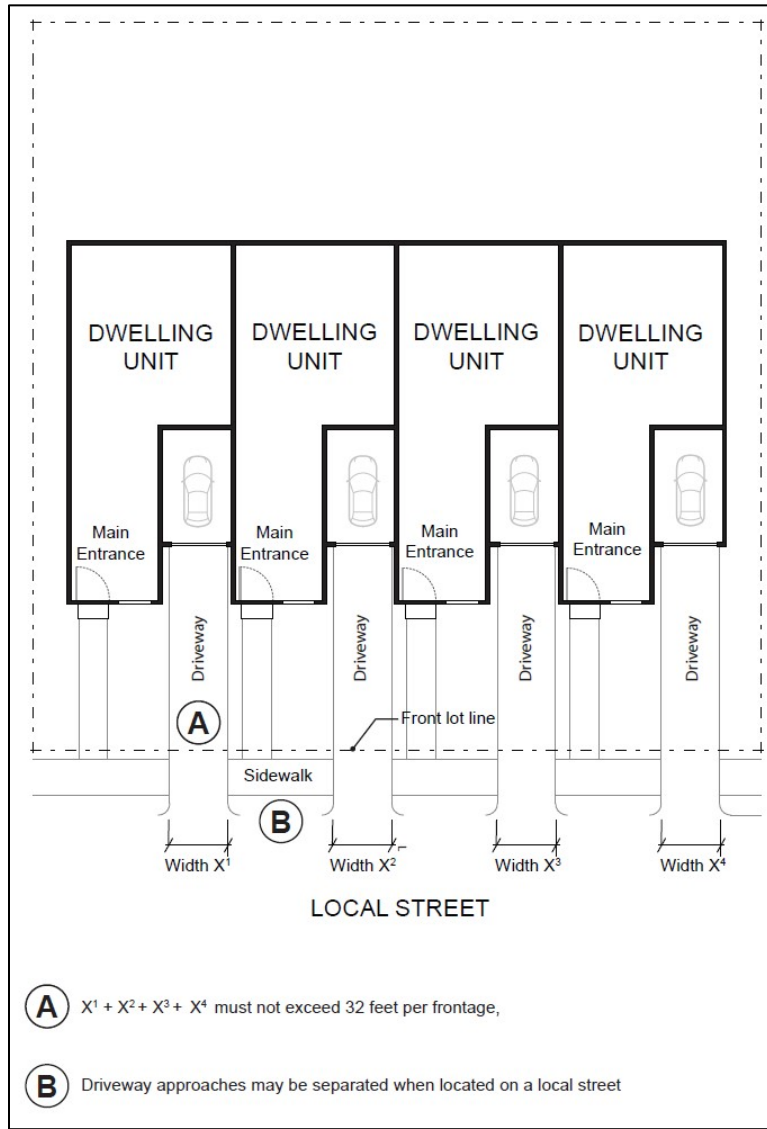 DWELLING
UNIT
DWELLING
UNIT
DWELLING
UNIT
DWELLING
UNIT
Main
Entrance
Main
Entrance
Main
Entrance
Main
Entrance
Driveway
Driveway
Driveway
Driveway
A
Front lot line
Sidewalk
B
Width X¹
Width X²
Width X³
Width X⁴
LOCAL STREET
A X¹ + X² + X³ + X⁴ must not exceed 32 feet per frontage,
B Driveway approaches may be separated when located on a local street